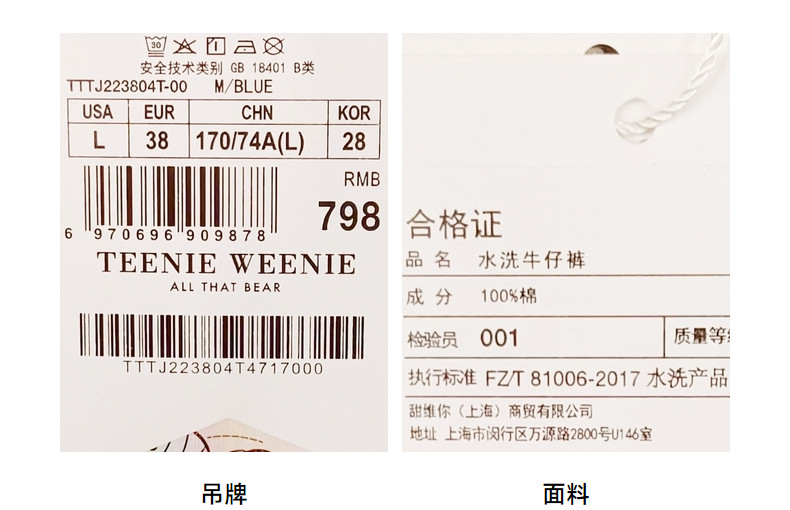 30
安全技术类别 GB 18401 B类
TTTJ223804T-00 M/BLUE
USA EUR CHN KOR
L 38 170/74A(L) 28
RMB
798
6 970696 909878
TEENIE WEENIE
ALL THAT BEAR
TTTJ223804T4717000
吊牌
合格证
品名 水洗牛仔裤
成分 100%棉
检验员 001 质量等
执行标准 FZ/T 81006-2017 水洗产品
甜维你（上海）商贸有限公司
地址 上海市闵行区万源路2800号U146室
面料